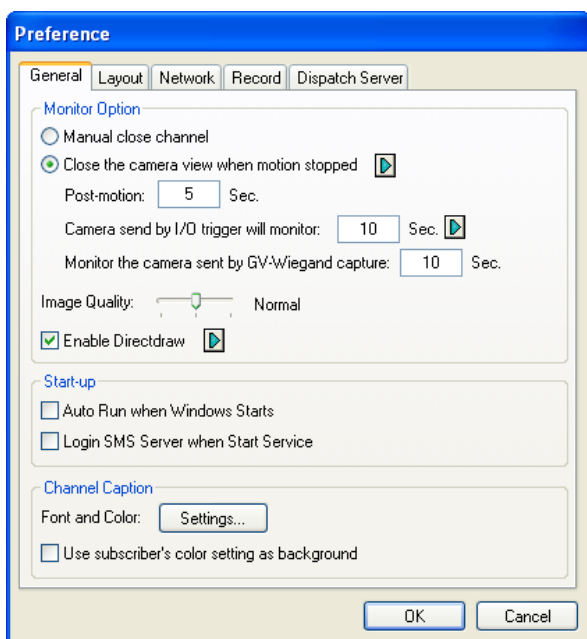 Preference
General Layout Network Record Dispatch Server
Monitor Option
Manual close channel
Close the camera view when motion stopped
Post-motion: 5 Sec.
Camera send by I/O trigger will monitor: 10 Sec.
Monitor the camera sent by GV-Wiegand capture: 10 Sec.
Image Quality: Normal
Enable Directdraw
Start-up
Auto Run when Windows Starts
Login SMS Server when Start Service
Channel Caption
Font and Color: Settings...
Use subscriber's color setting as background
OK Cancel